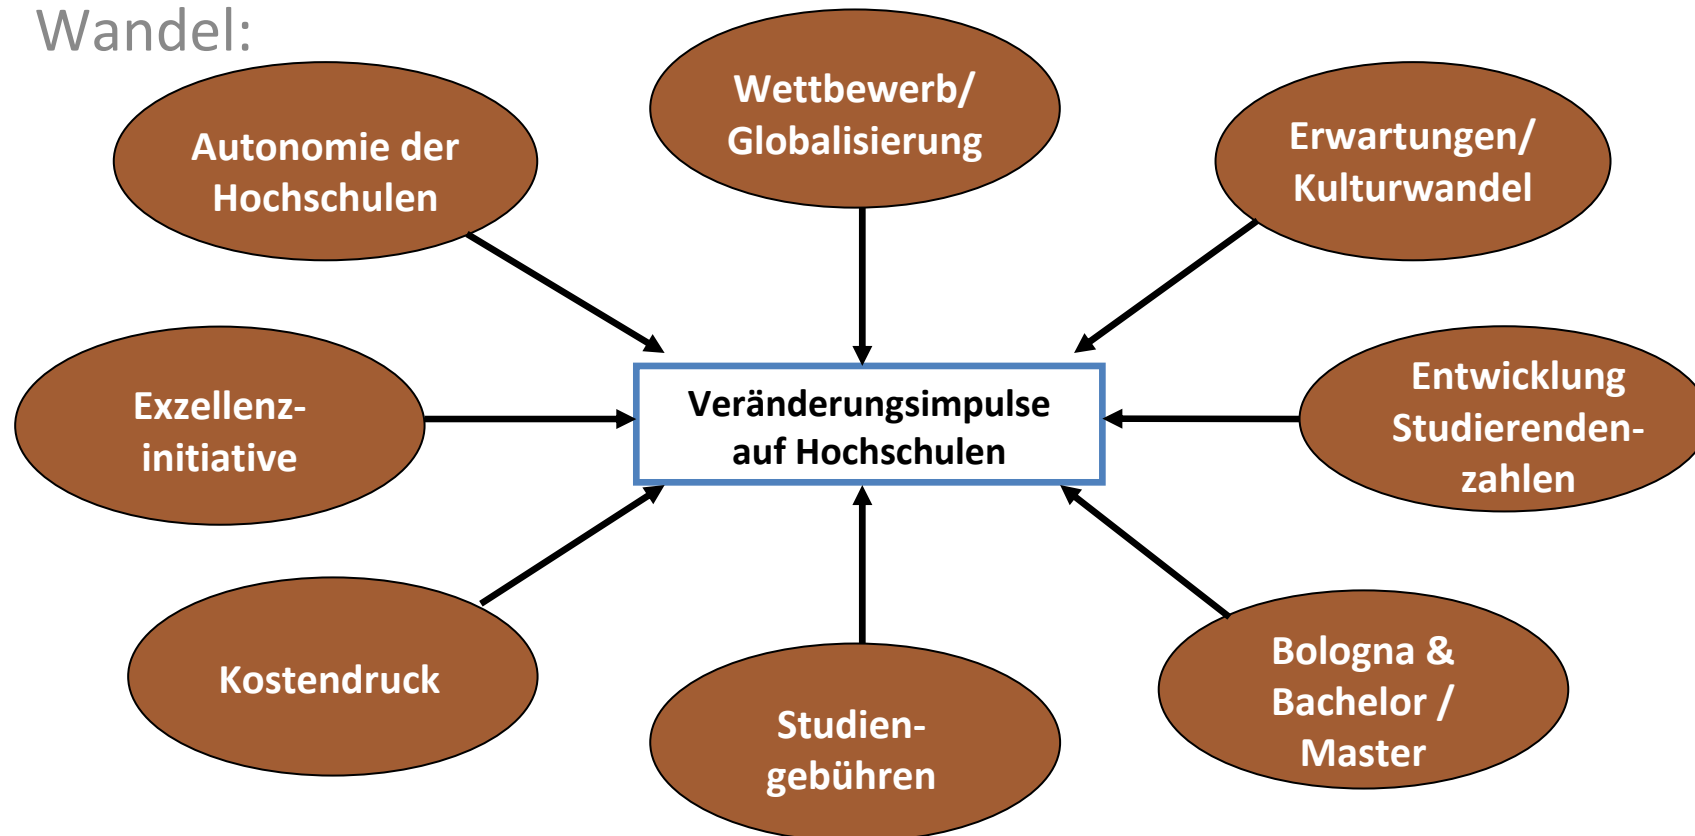 Wandel:
Wettbewerb/
Globalisierung
Autonomie der
Hochschulen
Erwartungen/
Kulturwandel
Exzellenz-
initiative
Veränderungsimpulse
auf Hochschulen
Entwicklung
Studierenden-
zahlen
Kostendruck
Studien-
gebühren
Bologna &
Bachelor /
Master